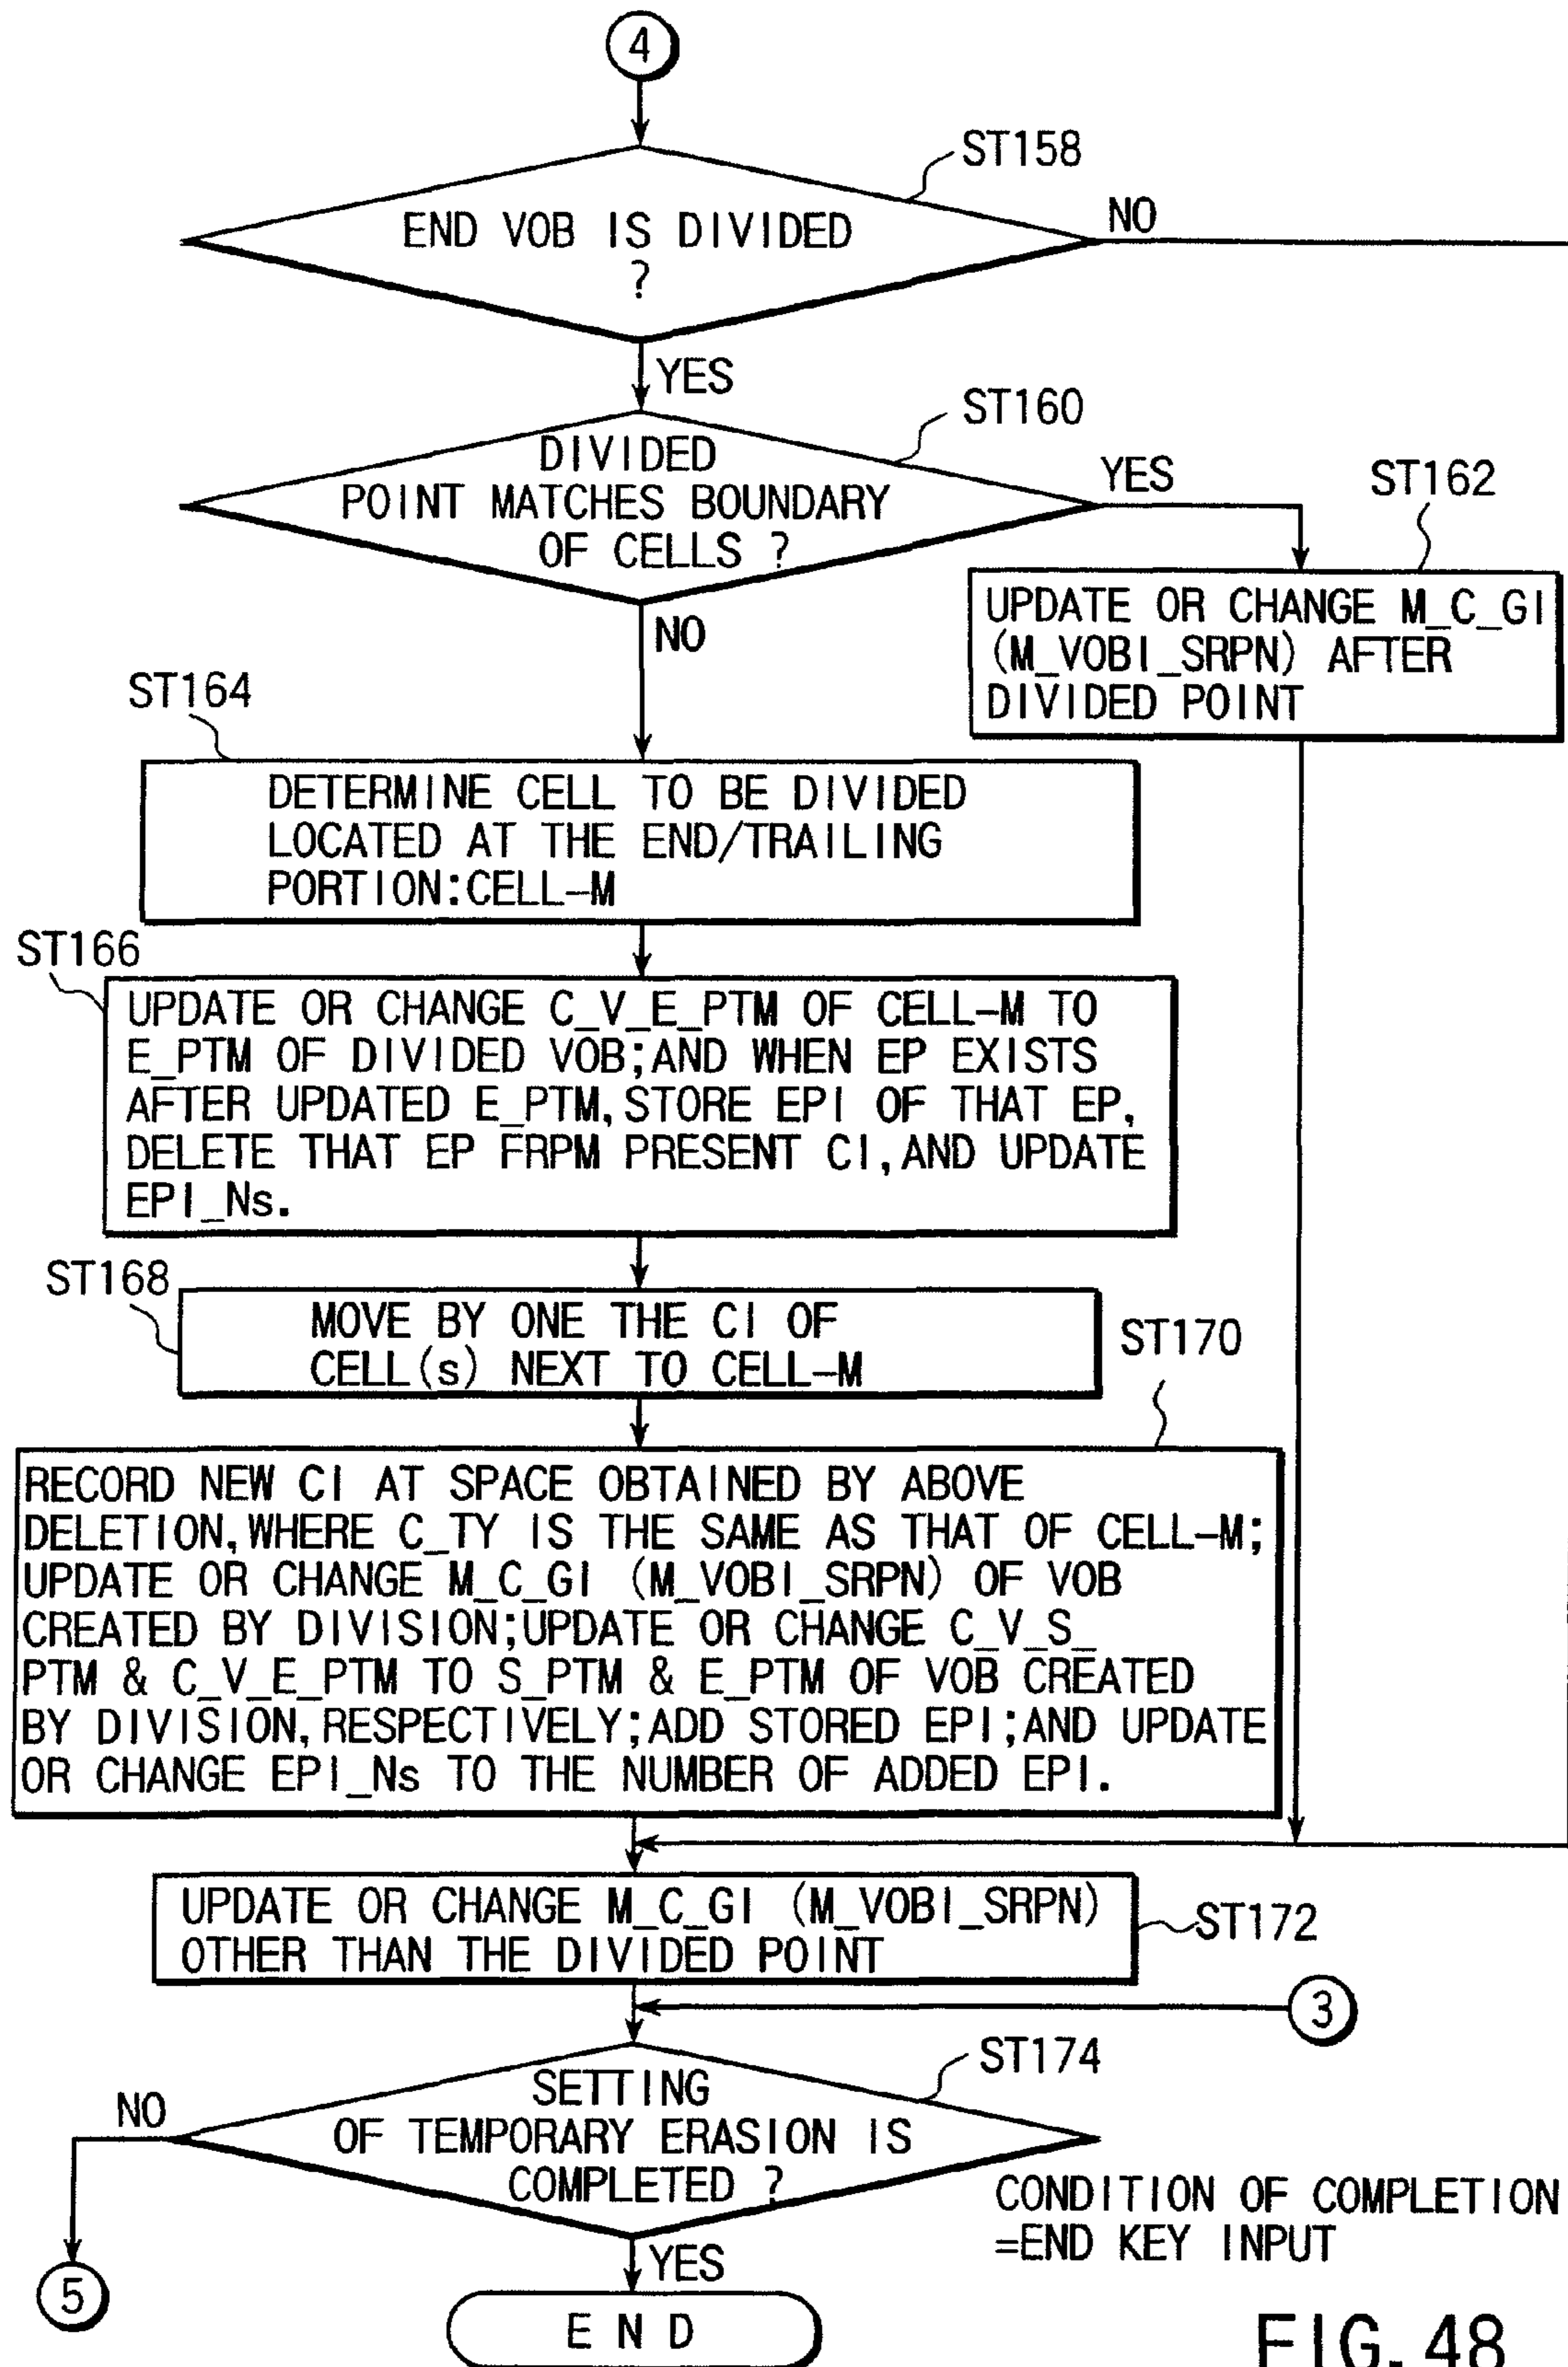 4
ST158
END VOB IS DIVIDED
?
NO
YES
ST160
DIVIDED
POINT MATCHES BOUNDARY
OF CELLS ?
YES
ST162
UPDATE OR CHANGE M_C_GI
(M_VOBI_SRPN) AFTER
DIVIDED POINT
NO
ST164
DETERMINE CELL TO BE DIVIDED
LOCATED AT THE END/TRAILING
PORTION:CELL-M
ST166
UPDATE OR CHANGE C_V_E_PTM OF CELL-M TO
E_PTM OF DIVIDED VOB;AND WHEN EP EXISTS
AFTER UPDATED E_PTM,STORE EPI OF THAT EP,
DELETE THAT EP FRPM PRESENT CI,AND UPDATE
EPI_Ns.
ST168
MOVE BY ONE THE CI OF
CELL(s) NEXT TO CELL-M
ST170
RECORD NEW CI AT SPACE OBTAINED BY ABOVE
DELETION,WHERE C_TY IS THE SAME AS THAT OF CELL-M;
UPDATE OR CHANGE M_C_GI (M_VOBI_SRPN) OF VOB
CREATED BY DIVISION;UPDATE OR CHANGE C_V_S_
PTM & C_V_E_PTM TO S_PTM & E_PTM OF VOB CREATED
BY DIVISION,RESPECTIVELY;ADD STORED EPI;AND UPDATE
OR CHANGE EPI_Ns TO THE NUMBER OF ADDED EPI.
UPDATE OR CHANGE M_C_GI (M_VOBI_SRPN)
OTHER THAN THE DIVIDED POINT
ST172
3
ST174
SETTING
OF TEMPORARY ERASION IS
COMPLETED ?
NO
CONDITION OF COMPLETION
=END KEY INPUT
YES
5
END
FIG.48